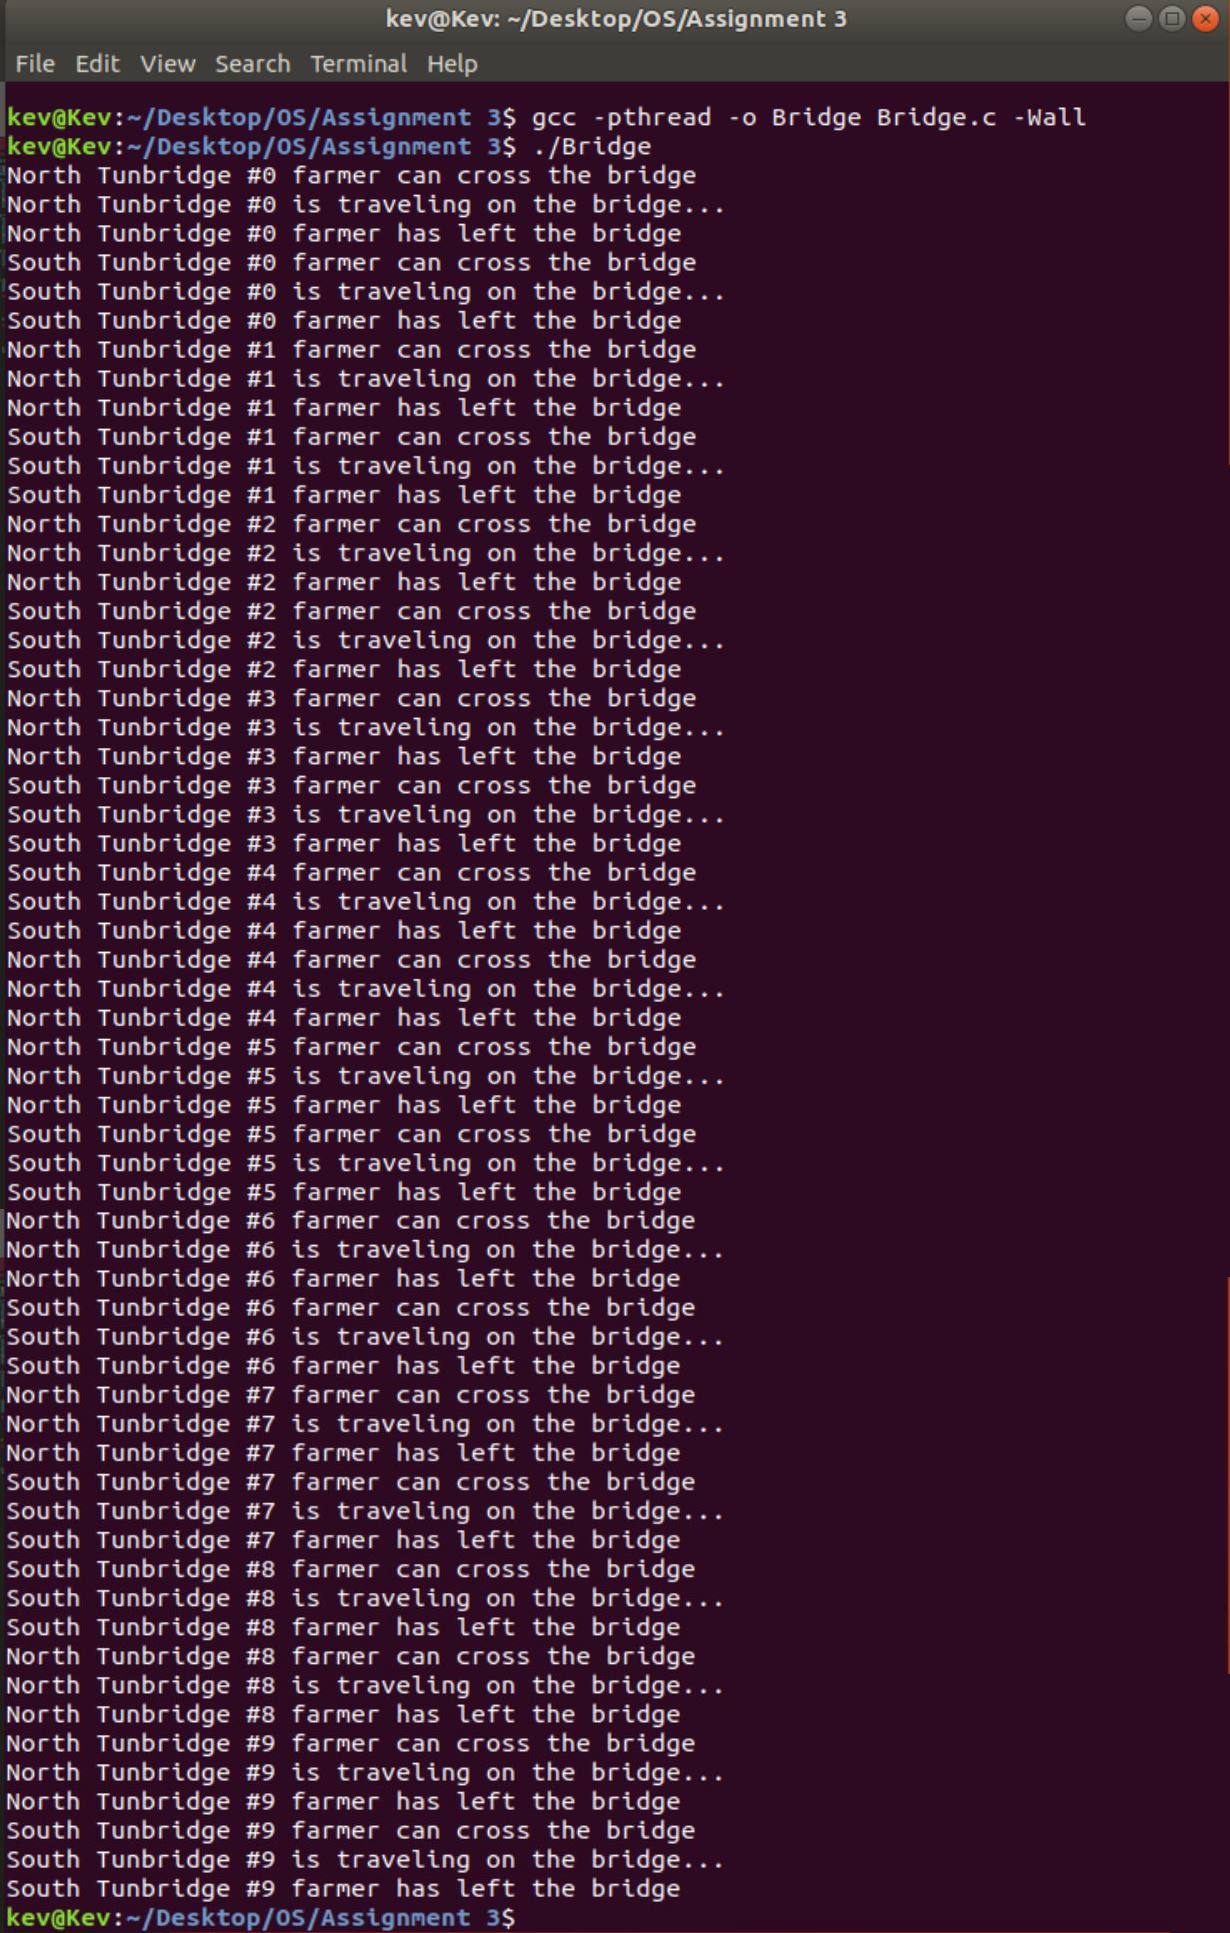 kev@Kev: ~/Desktop/OS/Assignment 3
File Edit View Search Terminal Help
kev@Kev:~/Desktop/OS/Assignment 3$ gcc -pthread -o Bridge Bridge.c -Wall
kev@Kev:~/Desktop/OS/Assignment 3$ ./Bridge
North Tunbridge #0 farmer can cross the bridge
North Tunbridge #0 is traveling on the bridge...
North Tunbridge #0 farmer has left the bridge
South Tunbridge #0 farmer can cross the bridge
South Tunbridge #0 is traveling on the bridge...
South Tunbridge #0 farmer has left the bridge
North Tunbridge #1 farmer can cross the bridge
North Tunbridge #1 is traveling on the bridge...
North Tunbridge #1 farmer has left the bridge
South Tunbridge #1 farmer can cross the bridge
South Tunbridge #1 is traveling on the bridge...
South Tunbridge #1 farmer has left the bridge
North Tunbridge #2 farmer can cross the bridge
North Tunbridge #2 is traveling on the bridge...
North Tunbridge #2 farmer has left the bridge
South Tunbridge #2 farmer can cross the bridge
South Tunbridge #2 is traveling on the bridge...
South Tunbridge #2 farmer has left the bridge
North Tunbridge #3 farmer can cross the bridge
North Tunbridge #3 is traveling on the bridge...
North Tunbridge #3 farmer has left the bridge
South Tunbridge #3 farmer can cross the bridge
South Tunbridge #3 is traveling on the bridge...
South Tunbridge #3 farmer has left the bridge
South Tunbridge #4 farmer can cross the bridge
South Tunbridge #4 is traveling on the bridge...
South Tunbridge #4 farmer has left the bridge
North Tunbridge #4 farmer can cross the bridge
North Tunbridge #4 is traveling on the bridge...
North Tunbridge #4 farmer has left the bridge
North Tunbridge #5 farmer can cross the bridge
North Tunbridge #5 is traveling on the bridge...
North Tunbridge #5 farmer has left the bridge
South Tunbridge #5 farmer can cross the bridge
South Tunbridge #5 is traveling on the bridge...
South Tunbridge #5 farmer has left the bridge
North Tunbridge #6 farmer can cross the bridge
North Tunbridge #6 is traveling on the bridge...
North Tunbridge #6 farmer has left the bridge
South Tunbridge #6 farmer can cross the bridge
South Tunbridge #6 is traveling on the bridge...
South Tunbridge #6 farmer has left the bridge
North Tunbridge #7 farmer can cross the bridge
North Tunbridge #7 is traveling on the bridge...
North Tunbridge #7 farmer has left the bridge
South Tunbridge #7 farmer can cross the bridge
South Tunbridge #7 is traveling on the bridge...
South Tunbridge #7 farmer has left the bridge
South Tunbridge #8 farmer can cross the bridge
South Tunbridge #8 is traveling on the bridge...
South Tunbridge #8 farmer has left the bridge
North Tunbridge #8 farmer can cross the bridge
North Tunbridge #8 is traveling on the bridge...
North Tunbridge #8 farmer has left the bridge
North Tunbridge #9 farmer can cross the bridge
North Tunbridge #9 is traveling on the bridge...
North Tunbridge #9 farmer has left the bridge
South Tunbridge #9 farmer can cross the bridge
South Tunbridge #9 is traveling on the bridge...
South Tunbridge #9 farmer has left the bridge
kev@Kev:~/Desktop/OS/Assignment 3$